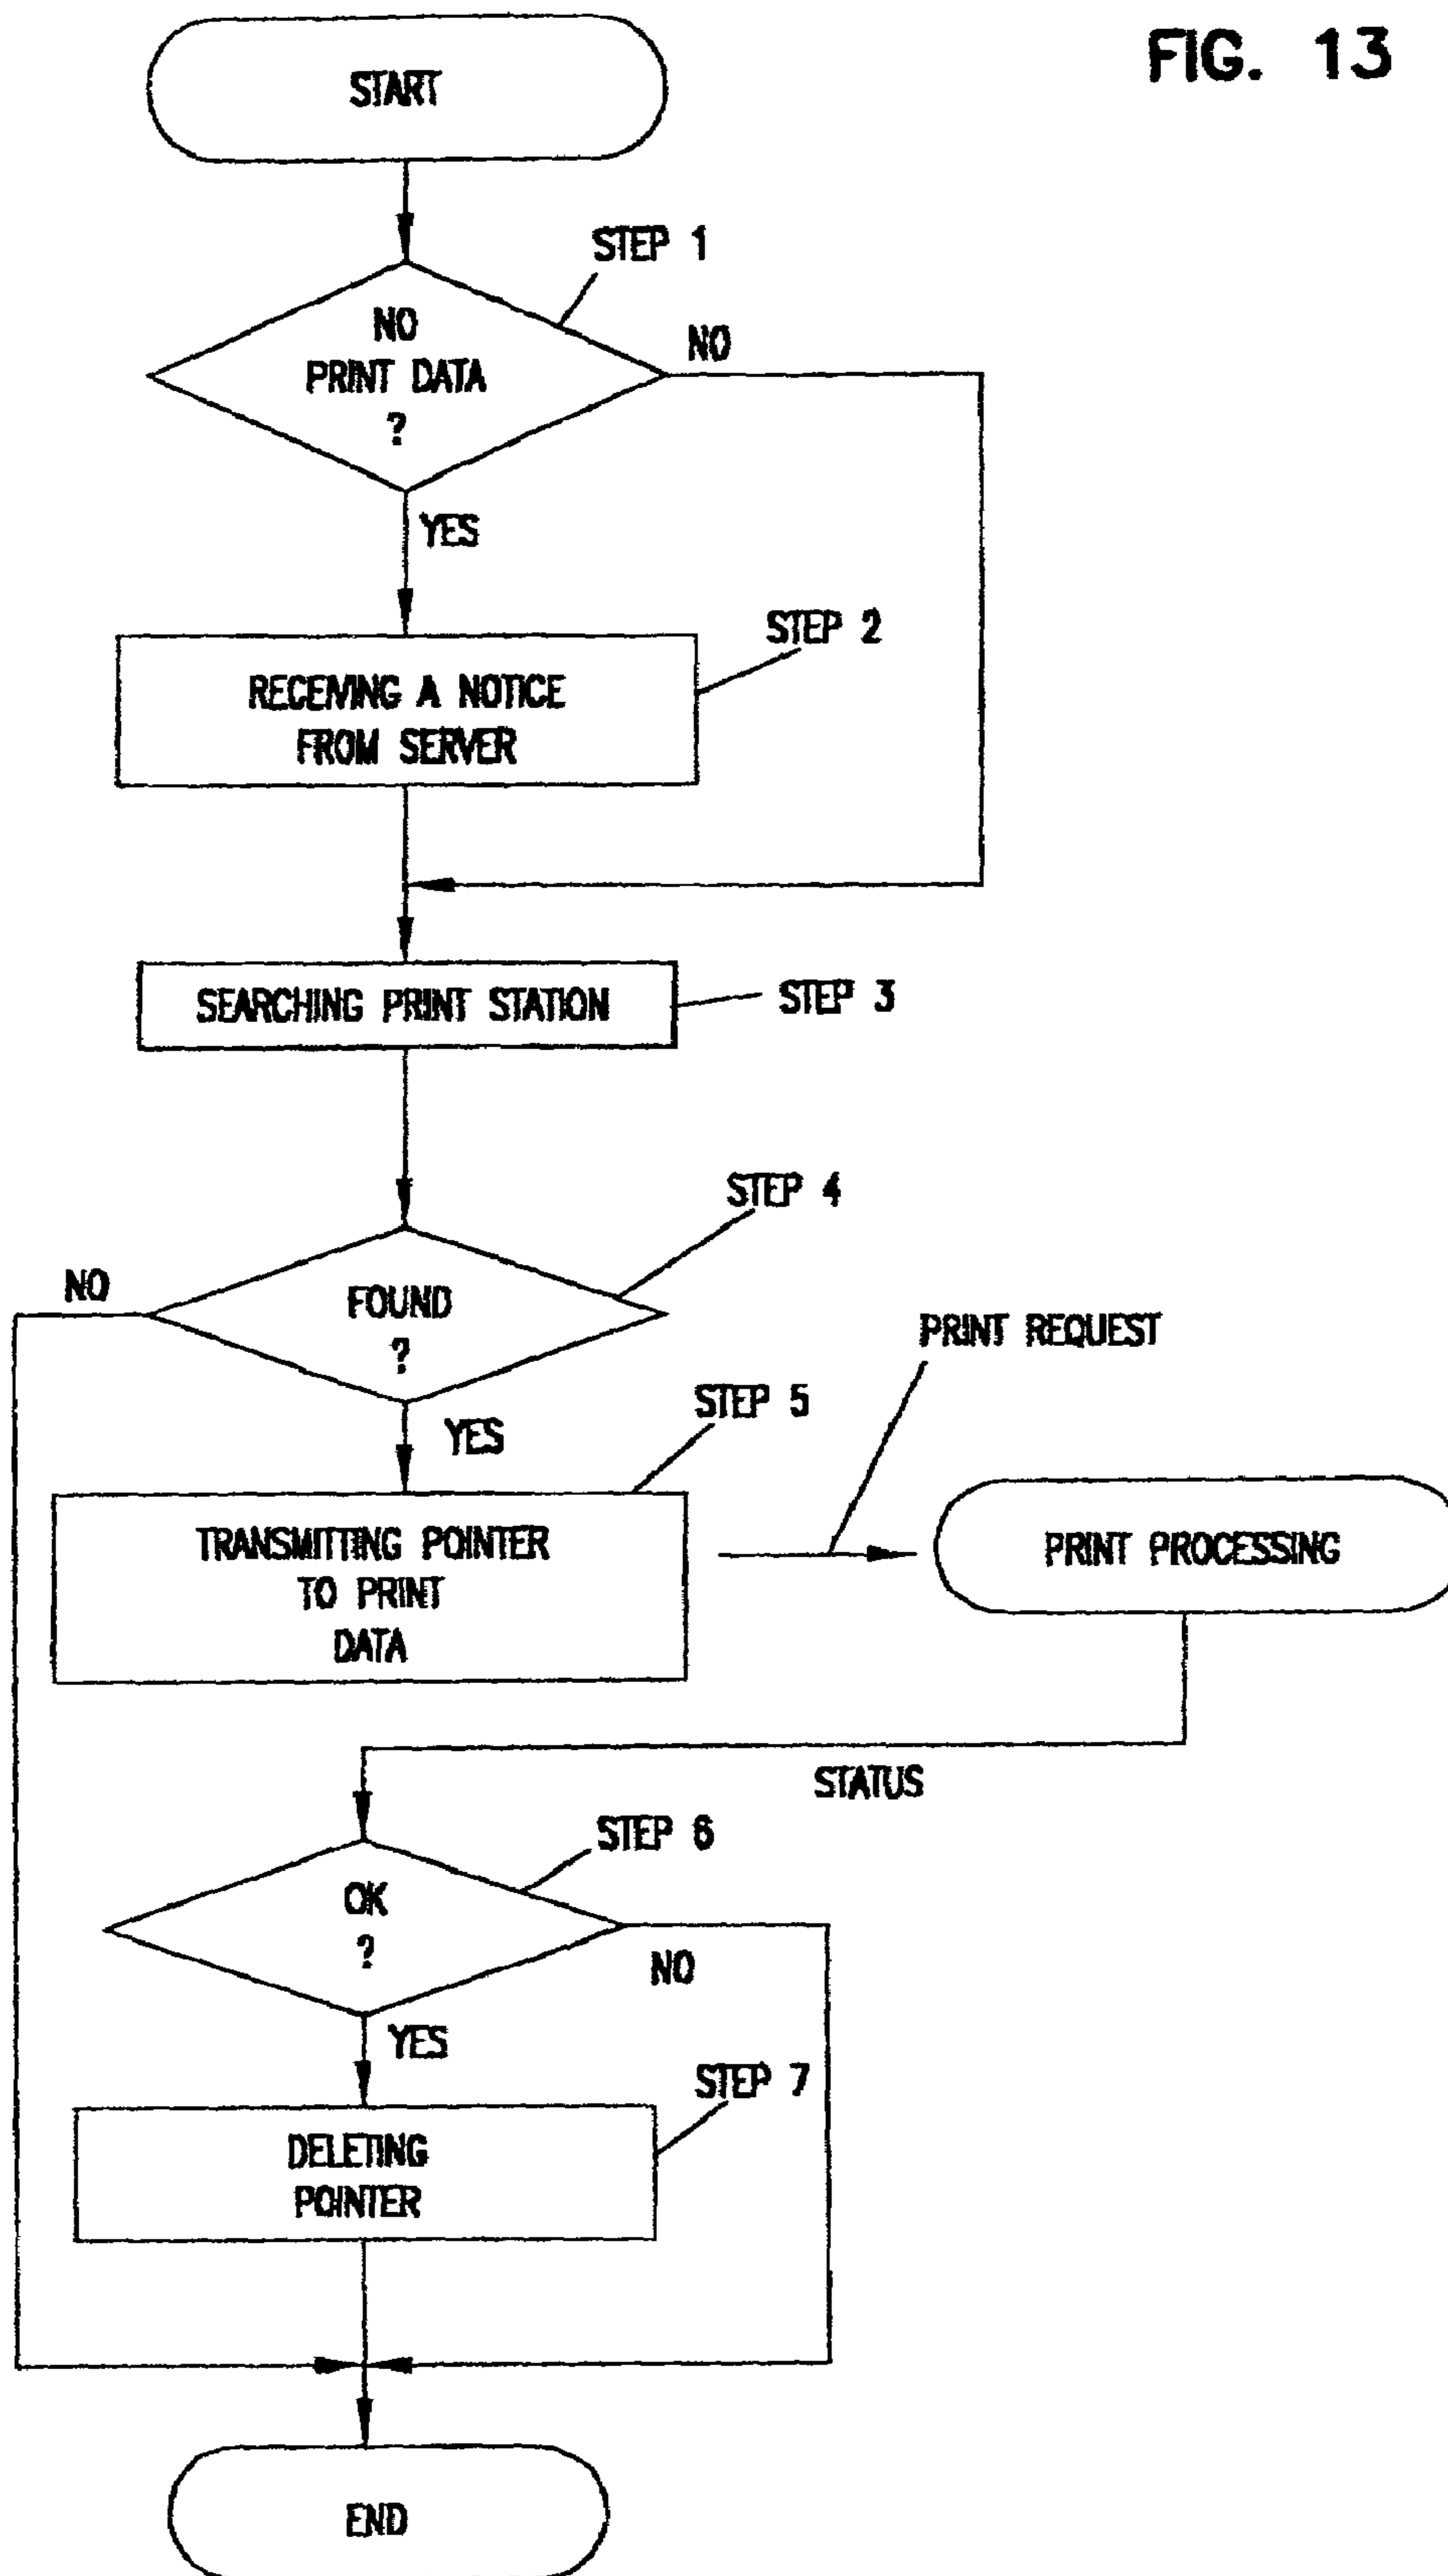 FIG. 13
START
STEP 1
NO
PRINT DATA
?
NO
YES
STEP 2
RECEIVING A NOTICE
FROM SERVER
SEARCHING PRINT STATION
STEP 3
STEP 4
NO
FOUND
?
PRINT REQUEST
YES
STEP 5
TRANSMITTING POINTER
TO PRINT
DATA
PRINT PROCESSING
STATUS
STEP 6
OK
?
NO
YES
STEP 7
DELETING
POINTER
END